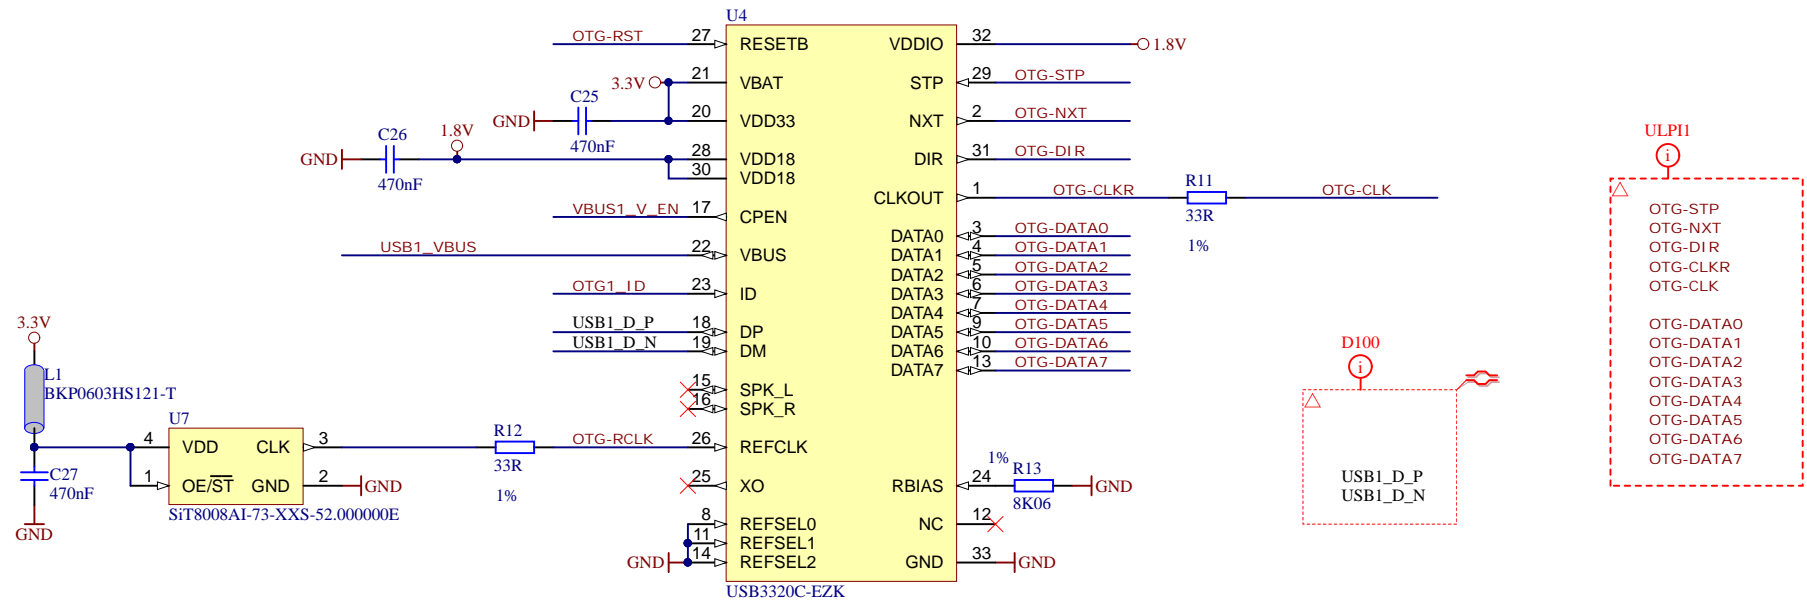 U4
OTG-RST 27 RESETB
VDDIO 32 1.8V
3.3V 21 VBAT
STP 29 OTG-STP
C25
GND 470nF 20 VDD33
NXT 2 OTG-NXT
C26 1.8V
GND 470nF 28 VDD18
30 VDD18
DIR 31 OTG-DIR
CLKOUT 1 OTG-CLKR R11 OTG-CLK
33R
1%
VBUS1_V_EN 17 CPEN
USB1_VBUS 22 VBUS
OTG1_ID 23 ID
USB1_D_P 18 DP
USB1_D_N 19 DM
15 SPK_L
16 SPK_R
DATA0 3 OTG-DATA0
DATA1 4 OTG-DATA1
DATA2 5 OTG-DATA2
DATA3 6 OTG-DATA3
DATA4 7 OTG-DATA4
DATA5 9 OTG-DATA5
DATA6 10 OTG-DATA6
DATA7 13 OTG-DATA7
3.3V
L1
BKP0603HS121-T
U7
4 VDD CLK 3
R12
33R
1%
OTG-RCLK 26 REFCLK
C27
470nF
GND
1 OE/ST GND 2 GND
SiT8008AI-73-XXS-52.000000E
25 XO
RBIAS 24 1% R13 GND
8K06
8 REFSEL0
11 REFSEL1
GND 14 REFSEL2
NC 12
GND 33 GND
USB3320C-EZK
D100
i
USB1_D_P
USB1_D_N
ULPI1
i
OTG-STP
OTG-NXT
OTG-DIR
OTG-CLKR
OTG-CLK
OTG-DATA0
OTG-DATA1
OTG-DATA2
OTG-DATA3
OTG-DATA4
OTG-DATA5
OTG-DATA6
OTG-DATA7